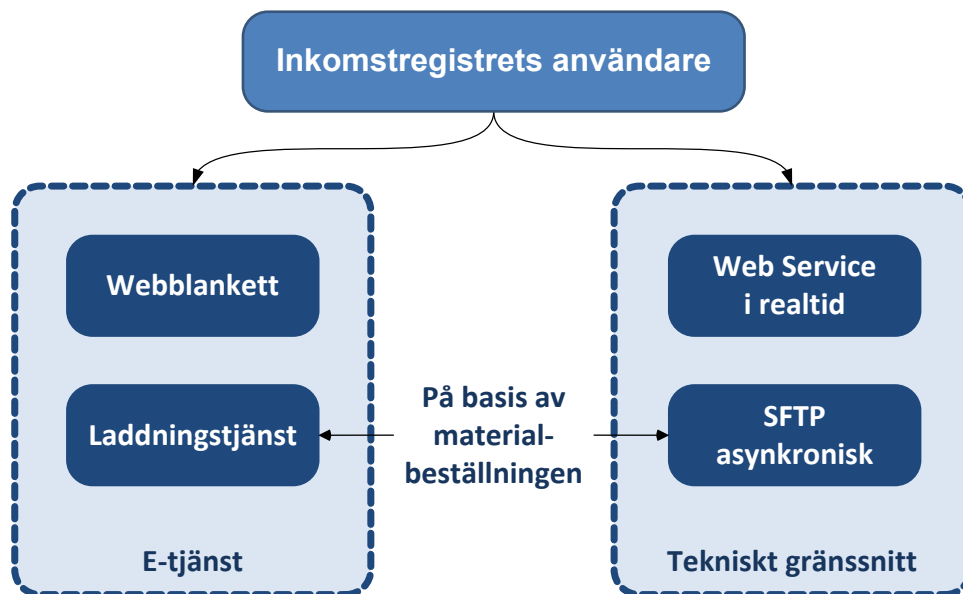 Inkomstregistrets användare
Webblankett
Laddningstjänst
E-tjänst
På basis av
material-
beställningen
Web Service
i realtid
SFTP
asynkronisk
Tekniskt gränssnitt